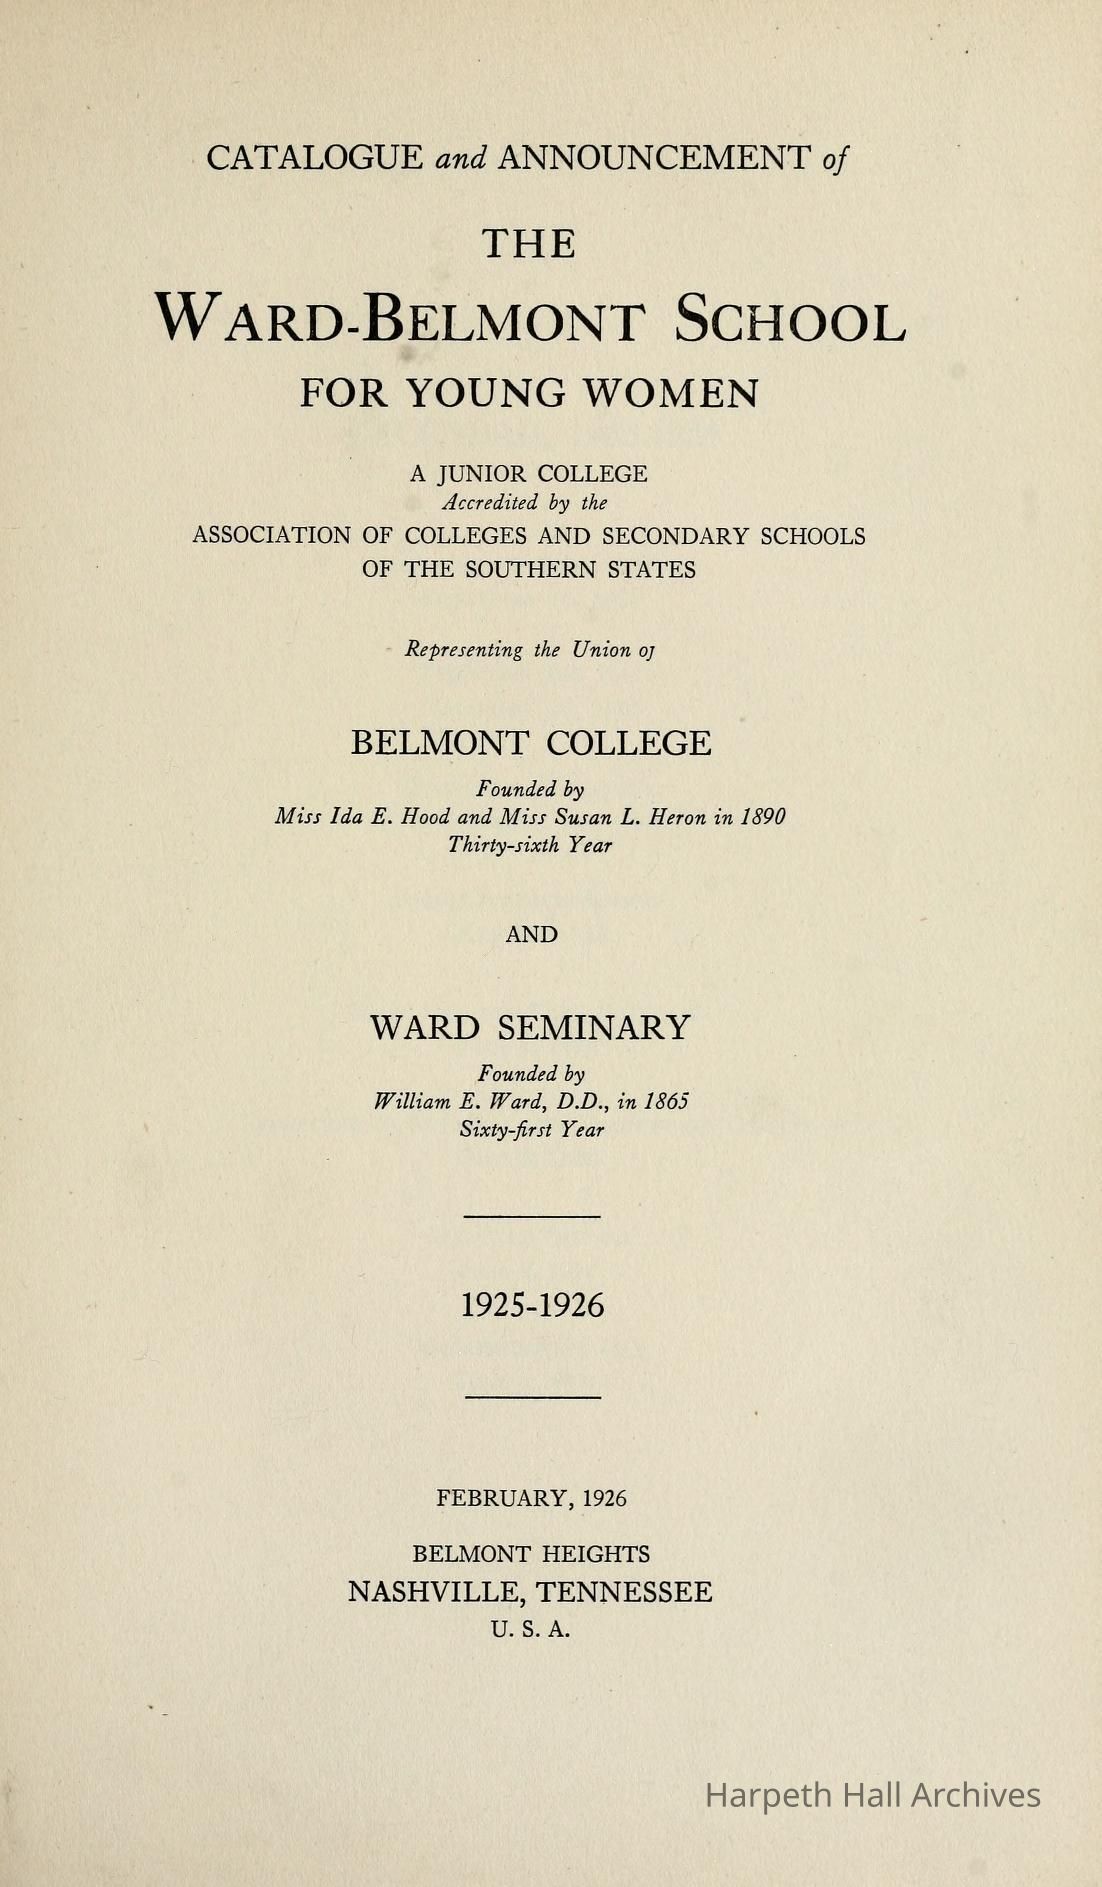 CATALOGUE and ANNOUNCEMENT of
THE
WARD-BELMONT SCHOOL
FOR YOUNG WOMEN
A JUNIOR COLLEGE
Accredited by the
ASSOCIATION OF COLLEGES AND SECONDARY SCHOOLS
OF THE SOUTHERN STATES
Representing the Union of
BELMONT COLLEGE
Founded by
Miss Ida E. Hood and Miss Susan L. Heron in 1890
Thirty-sixth Year
AND
WARD SEMINARY
Founded by
William E. Ward, D.D., in 1865
Sixty-first Year
1925-1926
FEBRUARY, 1926
BELMONT HEIGHTS
NASHVILLE, TENNESSEE
U. S. A.
Harpeth Hall Archives